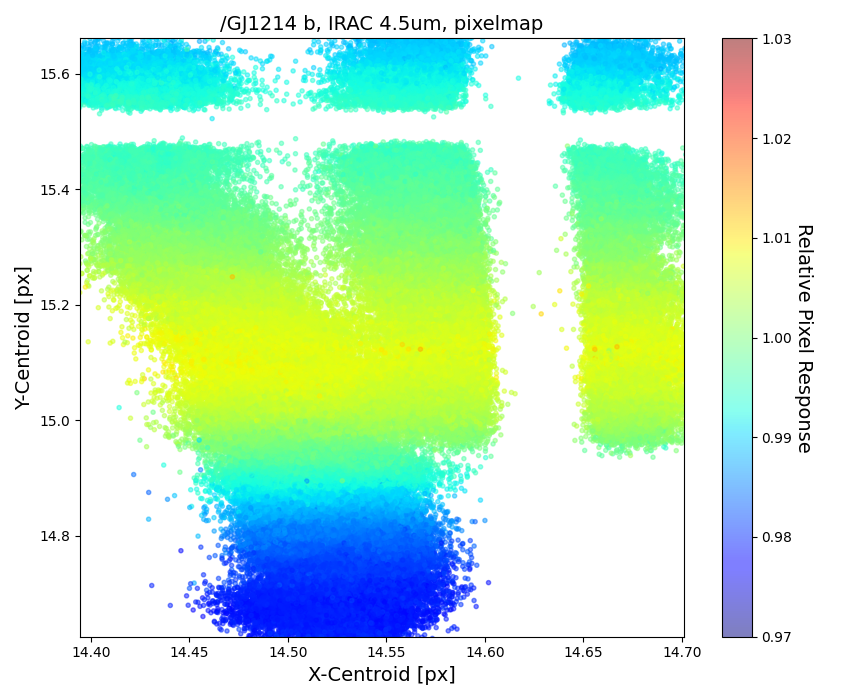 /GJ1214 b, IRAC 4.5um, pixelmap
15.6
15.4
15.2
15.0
14.8
Y-Centroid [px]
14.40 14.45 14.50 14.55 14.60 14.65 14.70
X-Centroid [px]
1.03
1.02
1.01
1.00
0.99
0.98
0.97
Relative Pixel Response